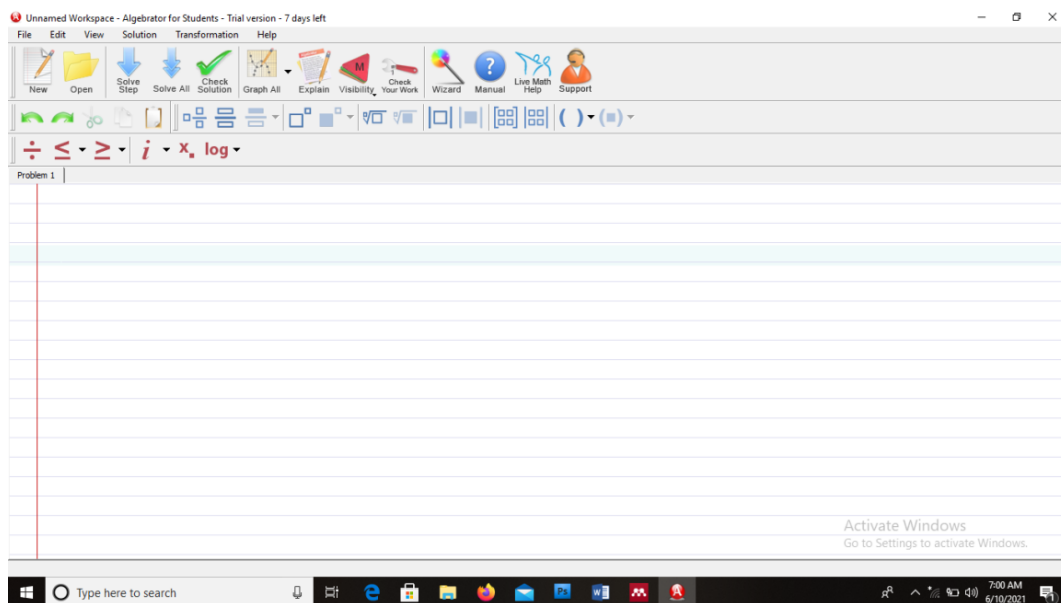 Unnamed Workspace - Algebrator for Students - Trial version - 7 days left
File Edit View Solution Transformation Help
New Open Solve Step Solve All Check Solution Graph All Explain Visibility Check Your Work Wizard Manual Live Math Help Support
÷ ≤ ≥ i x log
Problem 1
Activate Windows
Go to Settings to activate Windows.
Type here to search
7:00 AM
6/10/2021